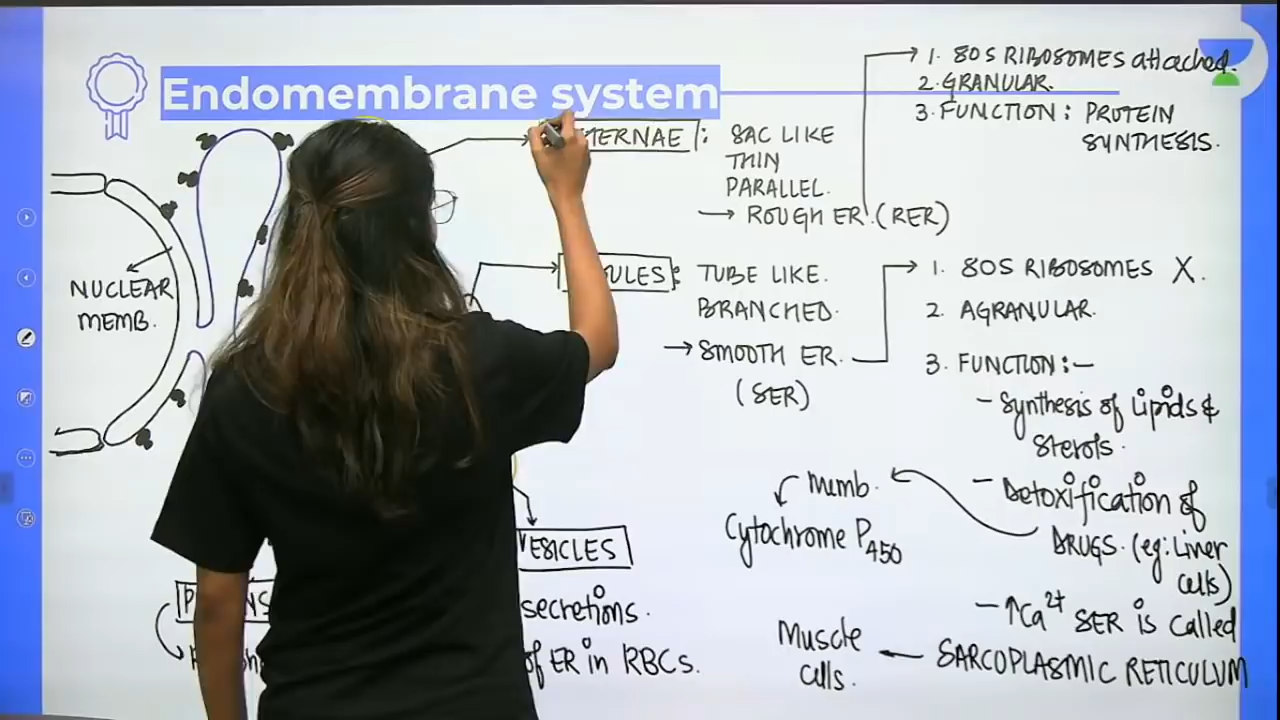 Endomembrane system
TERNAE : SAC LIKE
THIN
PARALLEL.
→ ROUGH ER (RER)
1. 80S RIBOSOMES attached.
2. GRANULAR.
3. FUNCTION : PROTEIN
SYNTHESIS.
NUCLEAR
MEMB.
ULES : TUBE LIKE.
BRANCHED.
→ SMOOTH ER.
(SER)
1. 80S RIBOSOMES X.
2. AGRANULAR.
3. FUNCTION :-
- Synthesis of Lipids &
Sterols.
- Detoxification of
DRUGS. (eg: Liver
cells)
Memb.
Cytochrome P450
- ↑Ca2+ SER is called
SARCOPLASMIC RETICULUM
Muscle
cells.
VESICLES
secretions.
of ER in RBCs.